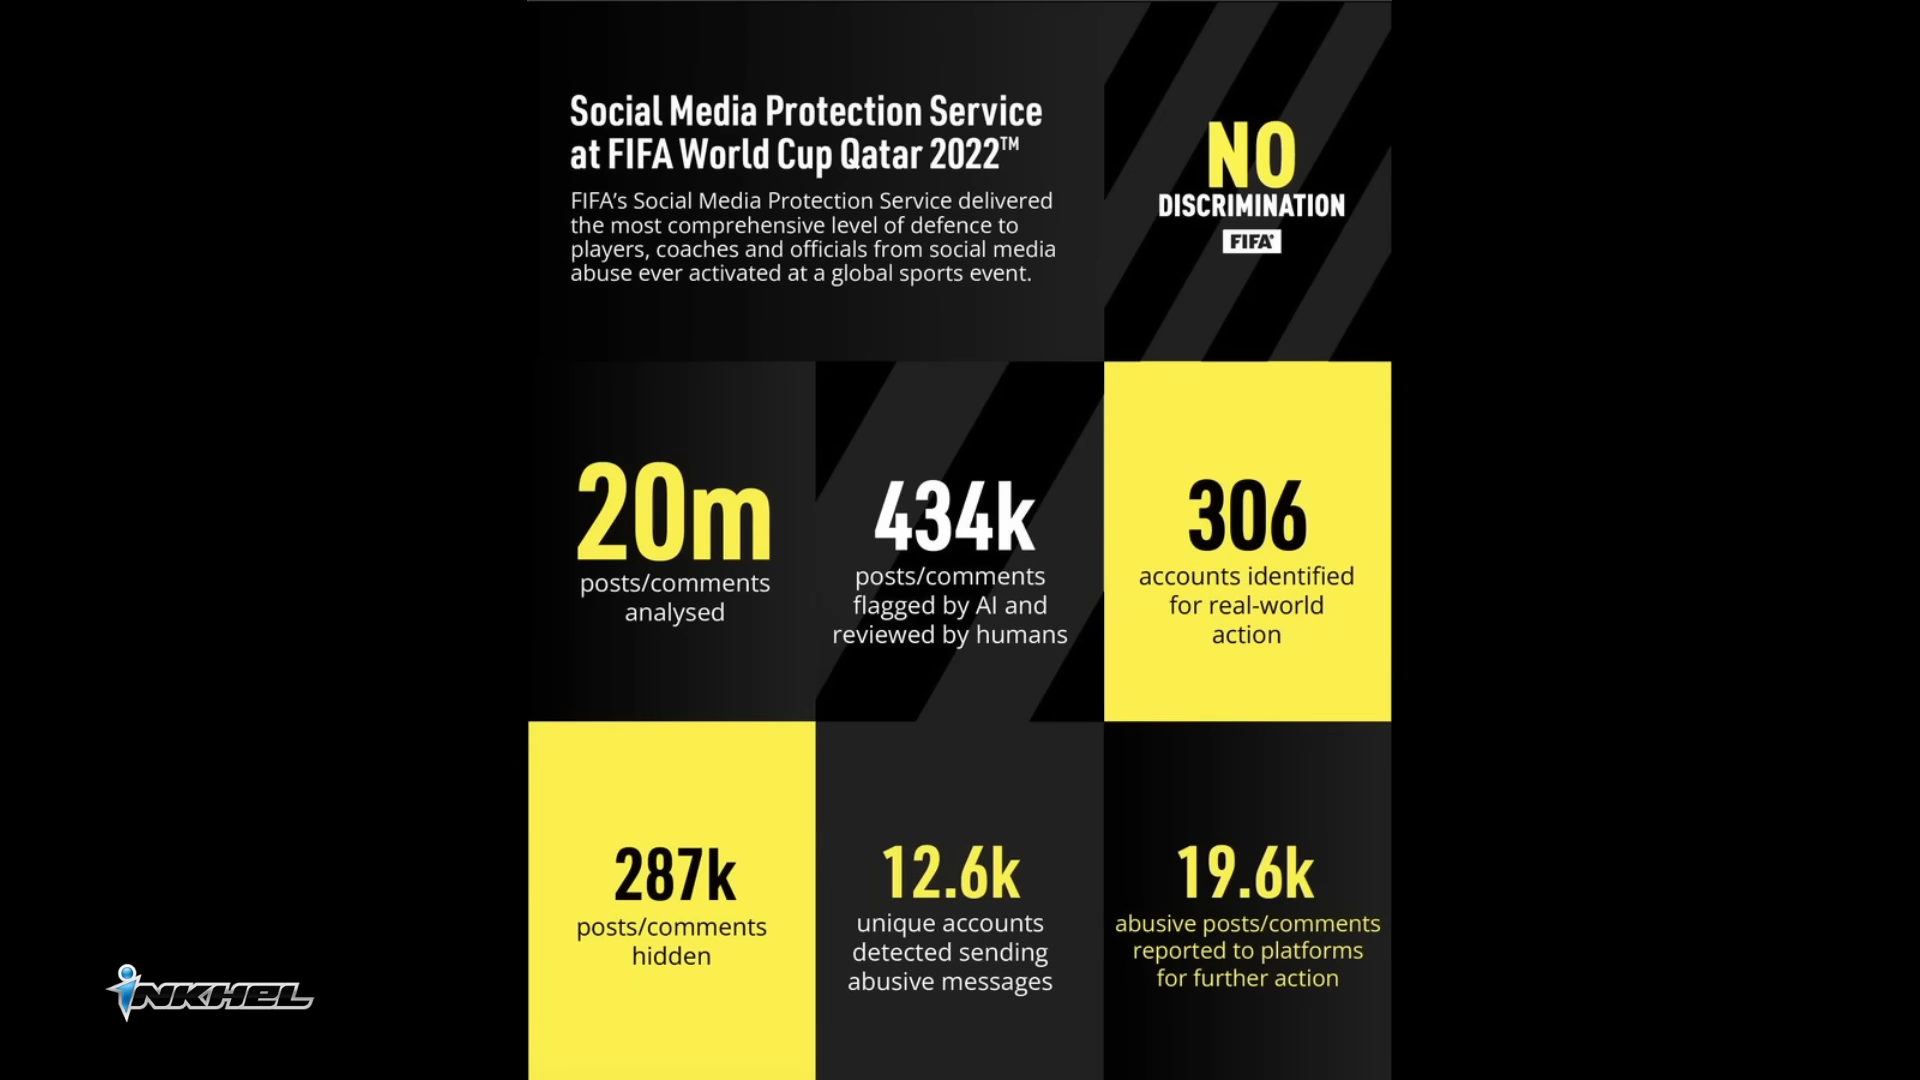 Social Media Protection Service
at FIFA World Cup Qatar 2022™
FIFA's Social Media Protection Service delivered
the most comprehensive level of defence to
players, coaches and officials from social media
abuse ever activated at a global sports event.
NO
DISCRIMINATION
FIFA®
20m
posts/comments
analysed
434k
posts/comments
flagged by AI and
reviewed by humans
306
accounts identified
for real-world
action
287k
posts/comments
hidden
12.6k
unique accounts
detected sending
abusive messages
19.6k
abusive posts/comments
reported to platforms
for further action
iNKHEL